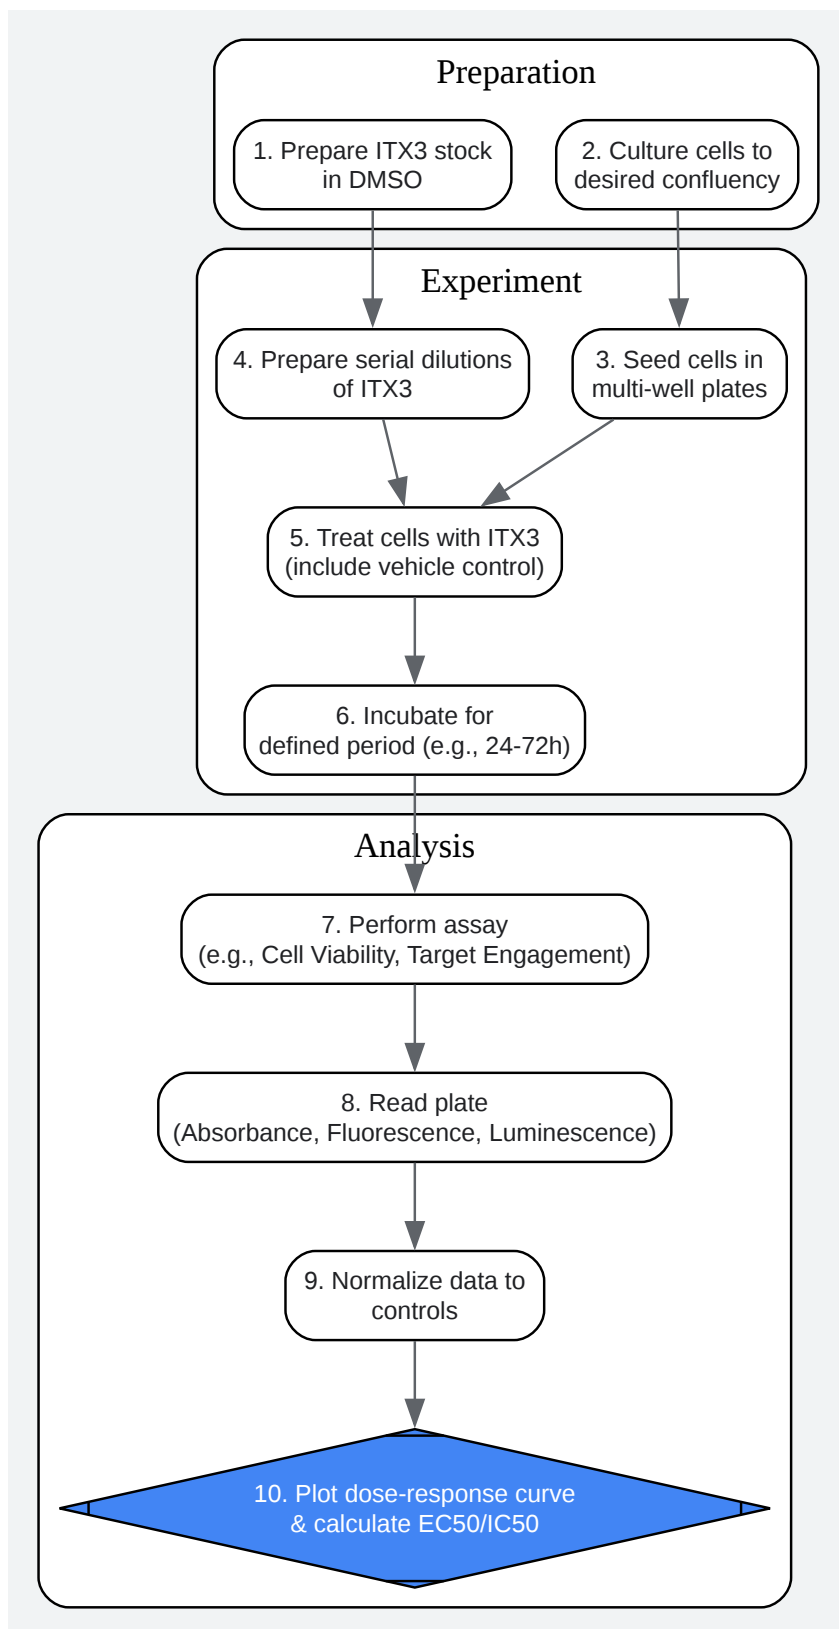 Preparation
1. Prepare ITX3 stock
in DMSO
2. Culture cells to
desired confluency
Experiment
4. Prepare serial dilutions
of ITX3
3. Seed cells in
multi-well plates
5. Treat cells with ITX3
(include vehicle control)
6. Incubate for
defined period (e.g., 24-72h)
Analysis
7. Perform assay
(e.g., Cell Viability, Target Engagement)
8. Read plate
(Absorbance, Fluorescence, Luminescence)
9. Normalize data to
controls
10. Plot dose-response curve
& calculate EC50/IC50